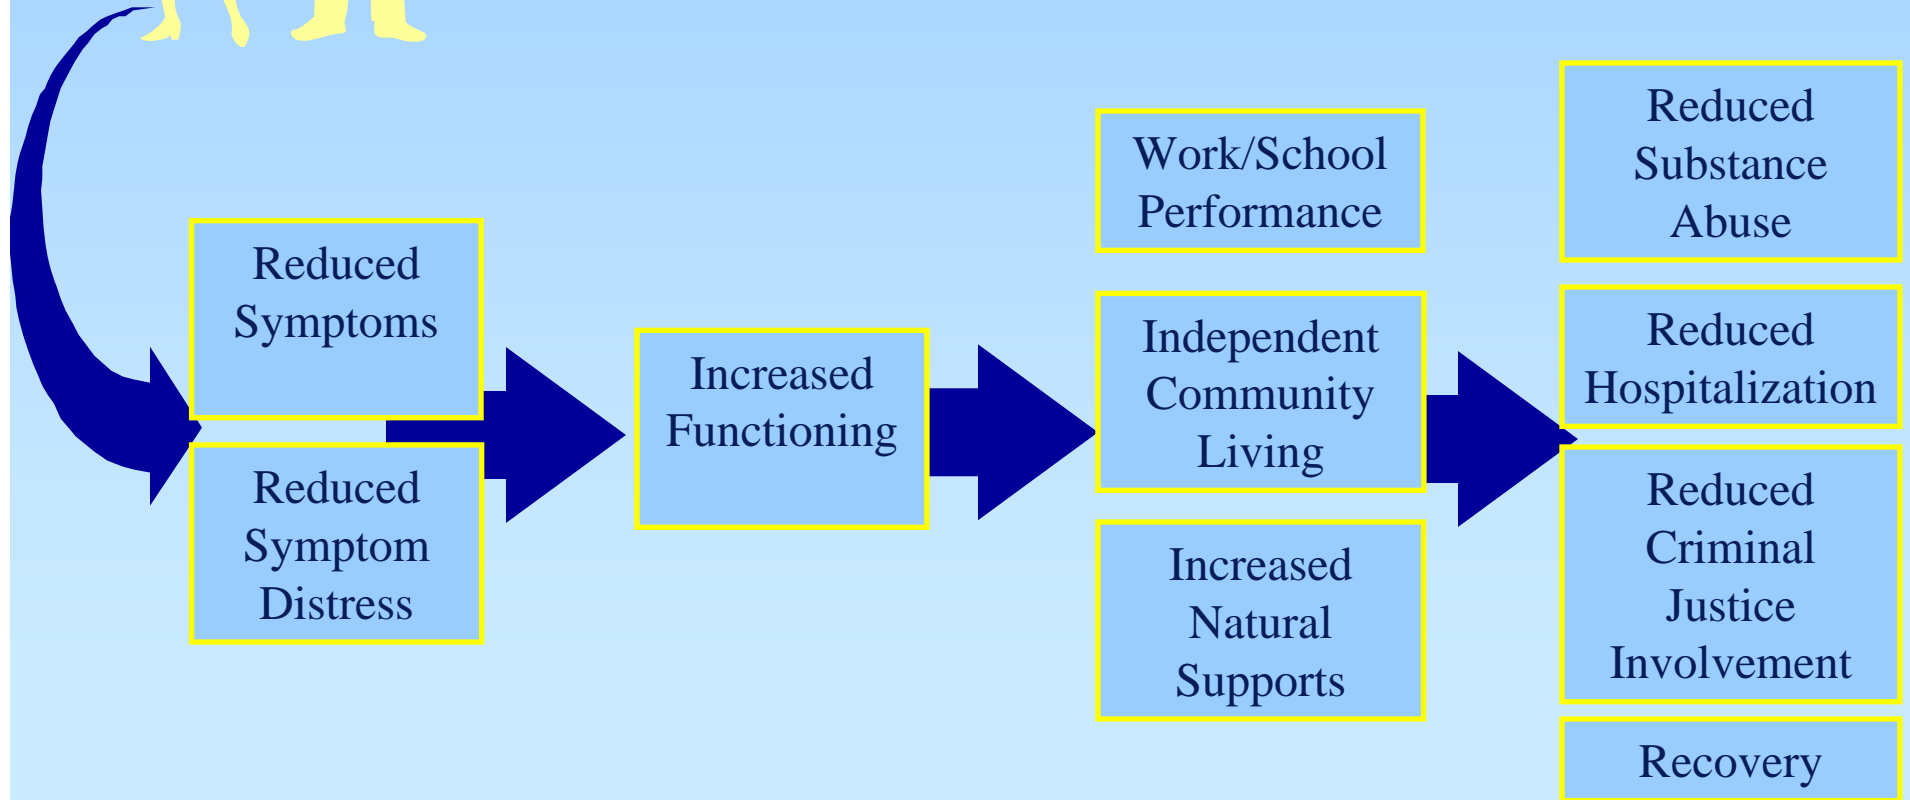 Reduced
Symptoms
Reduced
Symptom
Distress
Increased
Functioning
Work/School
Performance
Independent
Community
Living
Increased
Natural
Supports
Reduced
Substance
Abuse
Reduced
Hospitalization
Reduced
Criminal
Justice
Involvement
Recovery